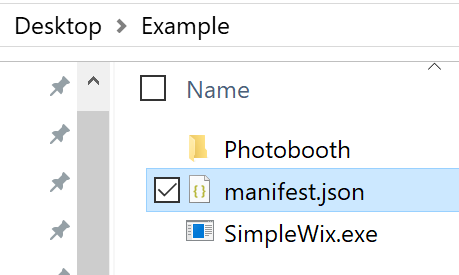 Desktop > Example
Name
Photobooth
manifest.json
SimpleWix.exe